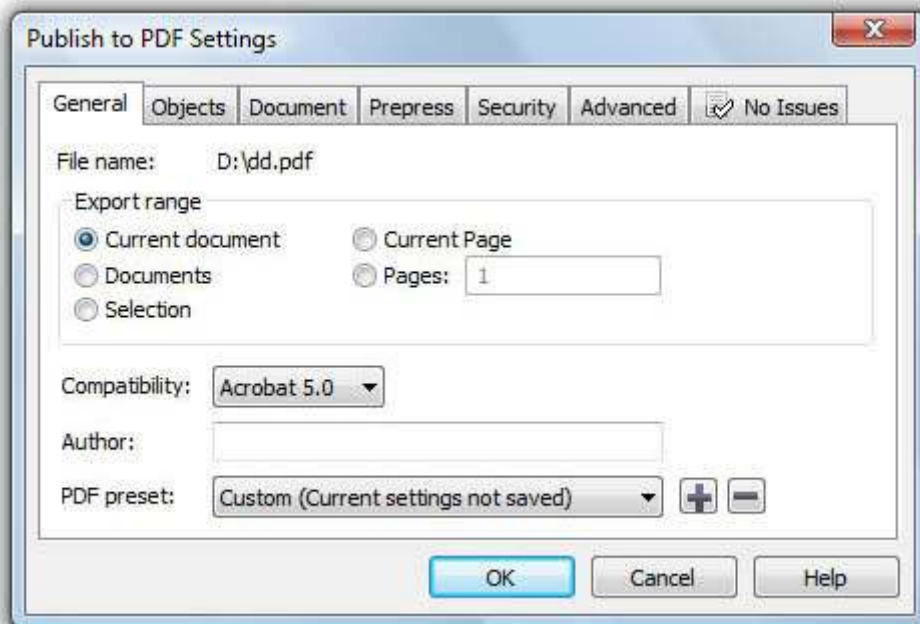 Publish to PDF Settings
General Objects Document Prepress Security Advanced No Issues
File name: D:\dd.pdf
Export range
Current document Current Page
Documents Pages: 1
Selection
Compatibility: Acrobat 5.0
Author:
PDF preset: Custom (Current settings not saved)
OK Cancel Help